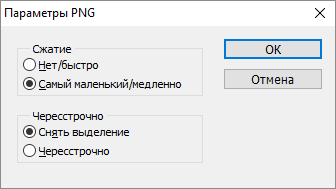 Параметры PNG
Сжатие
Нет/быстро
Самый маленький/медленно
Чересстрочно
Снять выделение
Чересстрочно
OK
Отмена